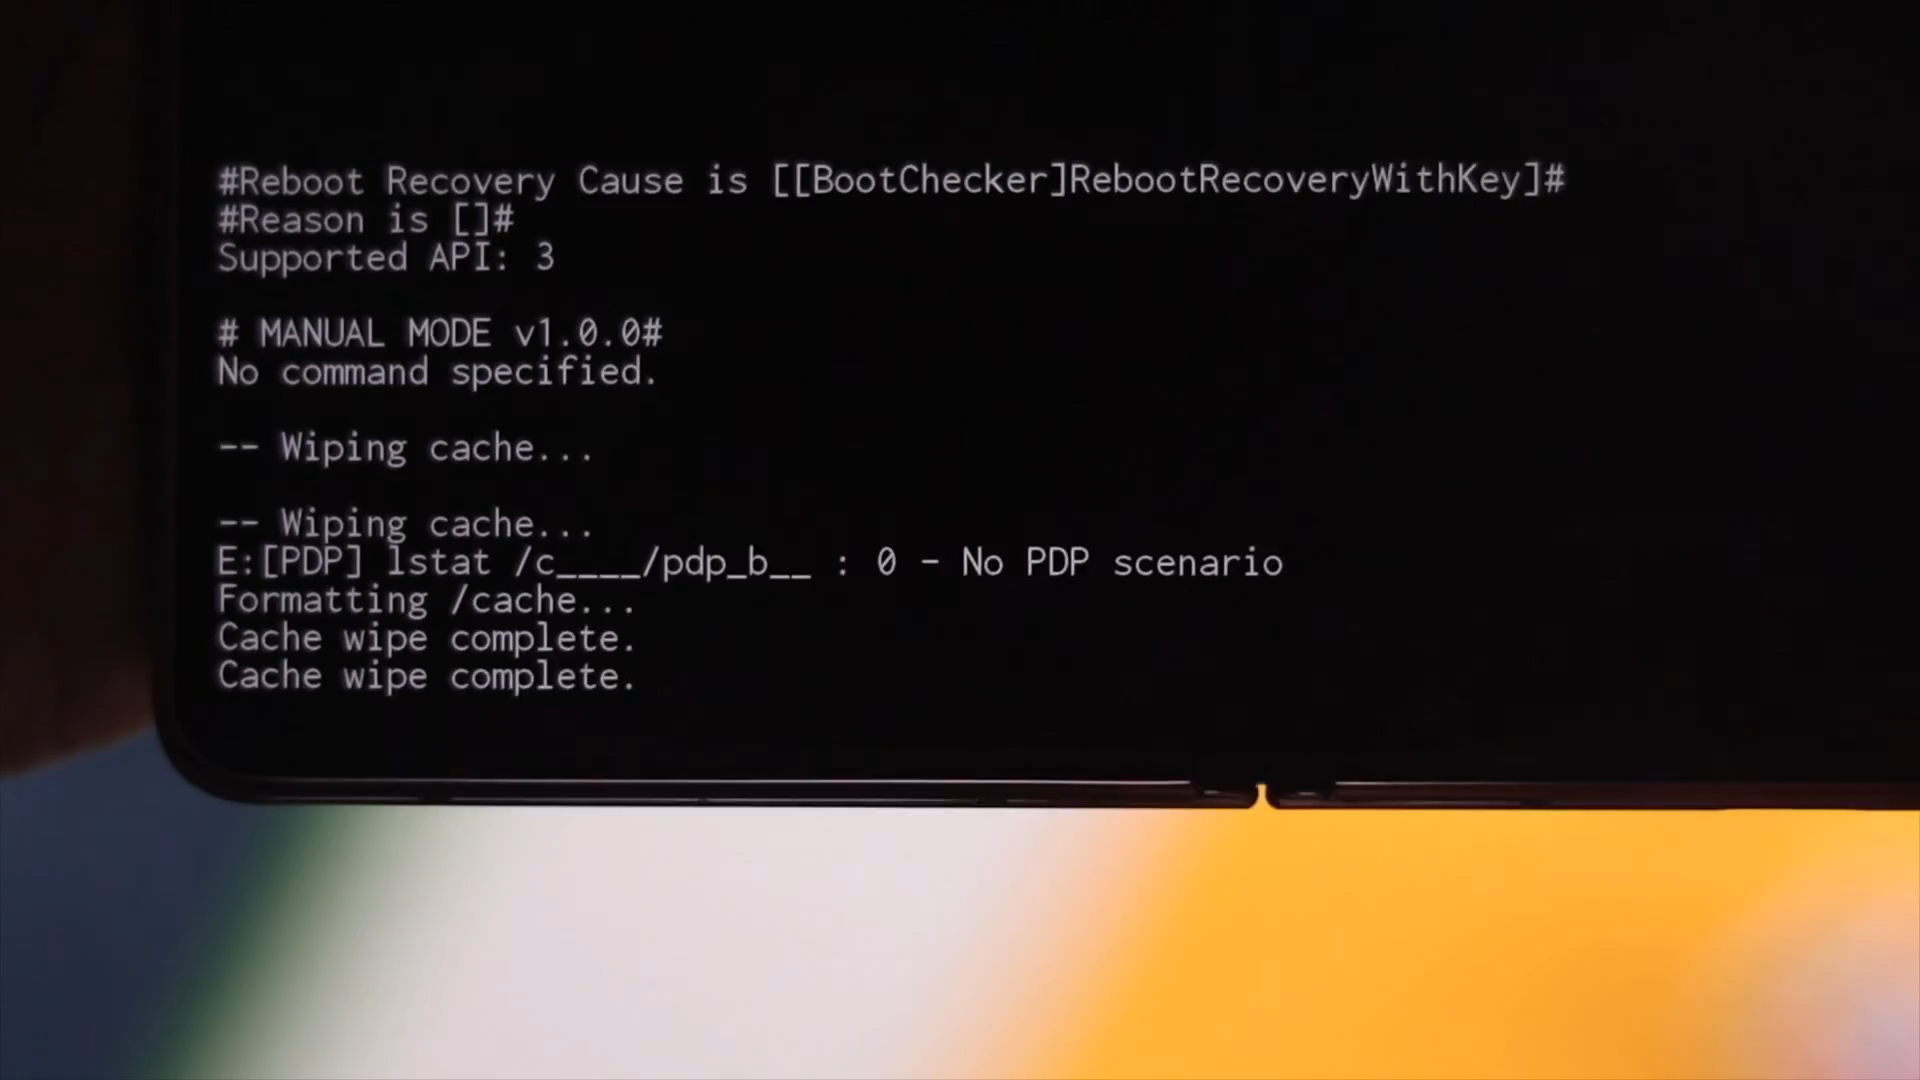 #Reboot Recovery Cause is [[BootChecker]RebootRecoveryWithKey]#
#Reason is []#
Supported API: 3
# MANUAL MODE v1.0.0#
No command specified.
-- Wiping cache...
-- Wiping cache...
E:[PDP] lstat /c____/pdp_b__ : 0 - No PDP scenario
Formatting /cache...
Cache wipe complete.
Cache wipe complete.